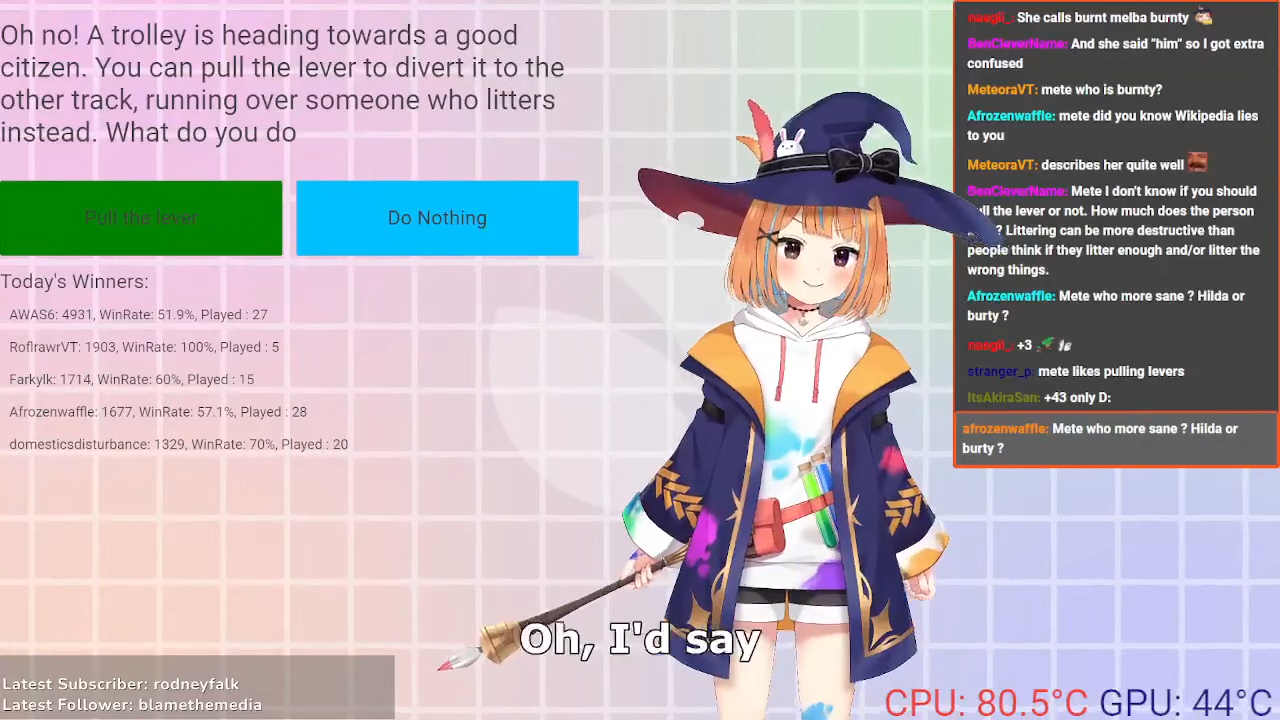 Oh no! A trolley is heading towards a good
citizen. You can pull the lever to divert it to the
other track, running over someone who litters
instead. What do you do
Pull the lever
Do Nothing
Today's Winners:
AWAS6: 4931, WinRate: 51.9%, Played : 27
RoflrawrVT: 1903, WinRate: 100%, Played : 5
Farkylk: 1714, WinRate: 60%, Played : 15
Afrozenwaffle: 1677, WinRate: 57.1%, Played : 28
domesticsdisturbance: 1329, WinRate: 70%, Played : 20
Latest Subscriber: rodneyfalk
Latest Follower: blamethemedia
Oh, I'd say
She calls burnt melba burnty
BenCleverName: And she said "him" so I got extra
confused
MeteoraVT: mete who is burnty?
Afrozenwaffle: mete did you know Wikipedia lies
to you
MeteoraVT: describes her quite well
BenCleverName: Mete I don't know if you should
the lever or not. How much does the person
? Littering can be more destructive than
people think if they litter enough and/or litter the
wrong things.
Afrozenwaffle: Mete who more sane ? Hilda or
burty ?
+3
stranger_p: mete likes pulling levers
ItsAkiraSan: +43 only D:
afrozenwaffle: Mete who more sane ? Hilda or
burty ?
CPU: 80.5°C GPU: 44°C